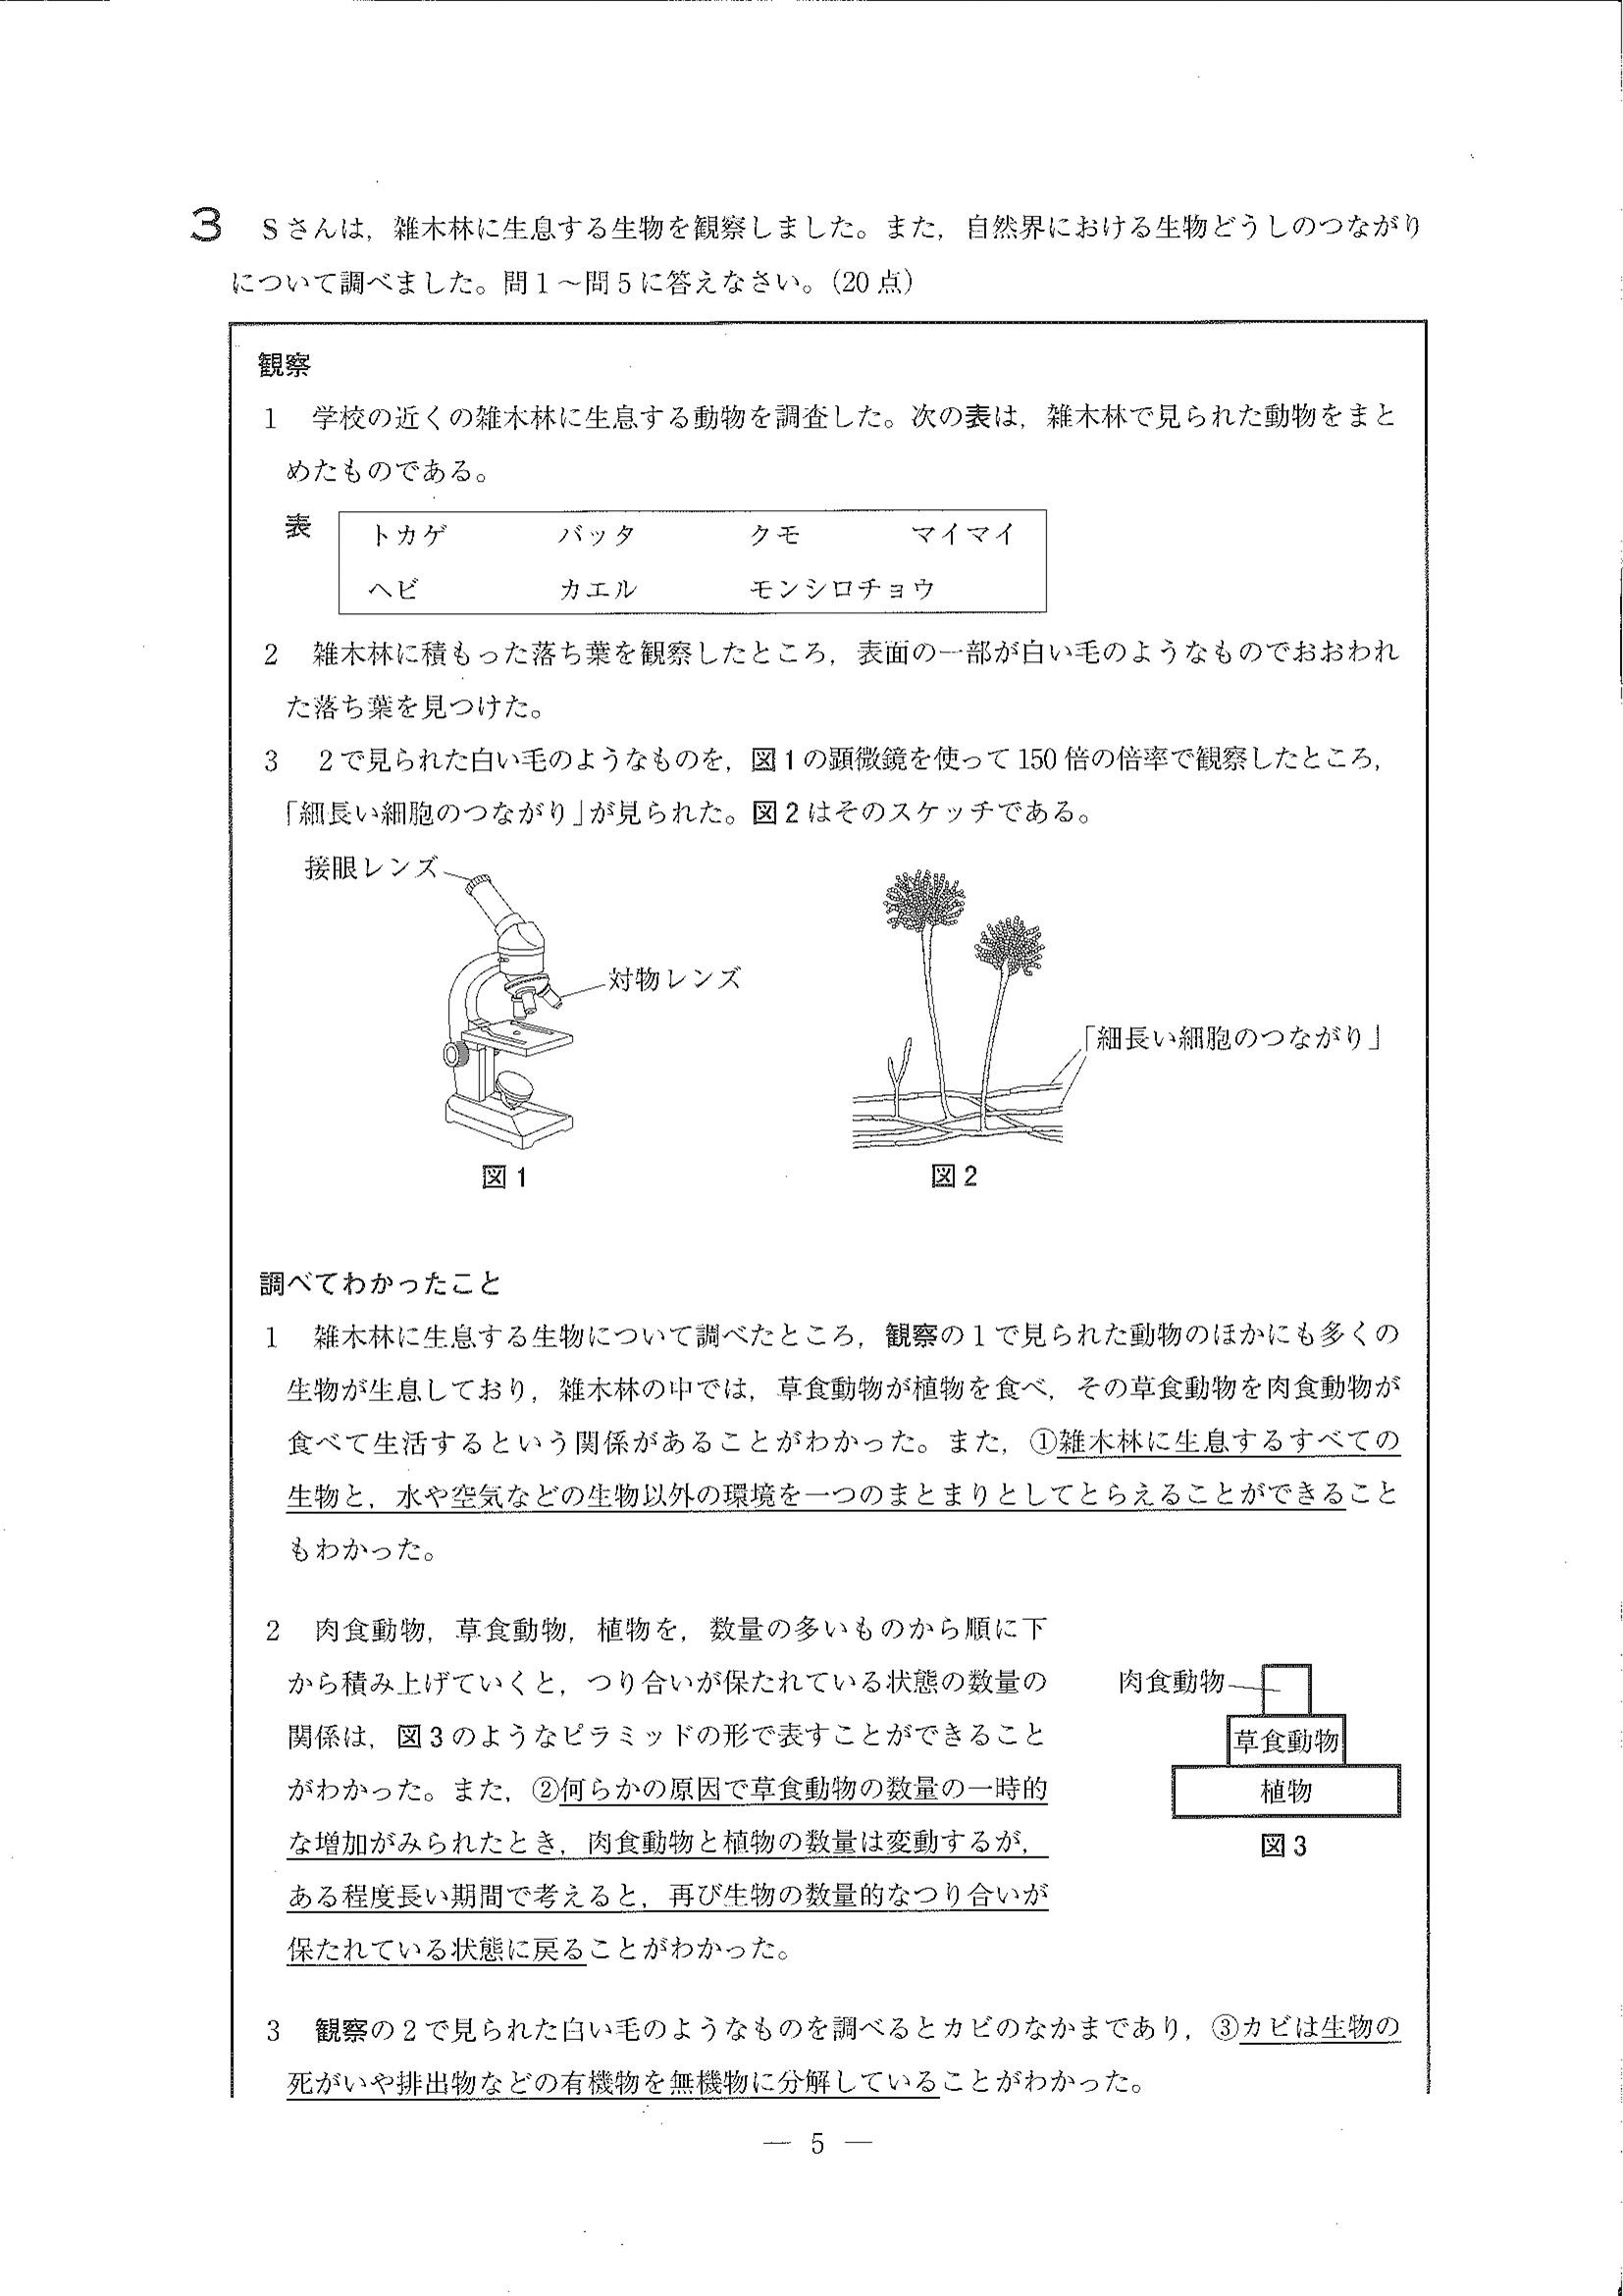 3 Sさんは，雑木林に生息する生物を観察しました。また，自然界における生物どうしのつながり
について調べました。問1～問5に答えなさい。（20点）
観察
1 学校の近くの雑木林に生息する動物を調査した。次の表は，雑木林で見られた動物をまと
めたものである。
表
トカゲ バッタ クモ マイマイ
ヘビ カエル モンシロチョウ
2 雑木林に積もった落ち葉を観察したところ，表面の一部が白い毛のようなものでおおわれ
た落ち葉を見つけた。
3 2で見られた白い毛のようなものを，図1の顕微鏡を使って150倍の倍率で観察したところ，
「細長い細胞のつながり」が見られた。図2はそのスケッチである。
接眼レンズ
対物レンズ
「細長い細胞のつながり」
図1 図2
調べてわかったこと
1 雑木林に生息する生物について調べたところ，観察の1で見られた動物のほかにも多くの
生物が生息しており，雑木林の中では，草食動物が植物を食べ，その草食動物を肉食動物が
食べて生活するという関係があることがわかった。また，①雑木林に生息するすべての
生物と，水や空気などの生物以外の環境を一つのまとまりとしてとらえることができること
もわかった。
2 肉食動物，草食動物，植物を，数量の多いものから順に下
から積み上げていくと，つり合いが保たれている状態の数量の
関係は，図3のようなピラミッドの形で表すことができること
がわかった。また，②何らかの原因で草食動物の数量の一時的
な増加がみられたとき，肉食動物と植物の数量は変動するが，
ある程度長い期間で考えると，再び生物の数量的なつり合いが
保たれている状態に戻ることがわかった。
肉食動物
草食動物
植物
図3
3 観察の2で見られた白い毛のようなものを調べるとカビのなかまであり，③カビは生物の
死がいや排出物などの有機物を無機物に分解していることがわかった。
— 5 —